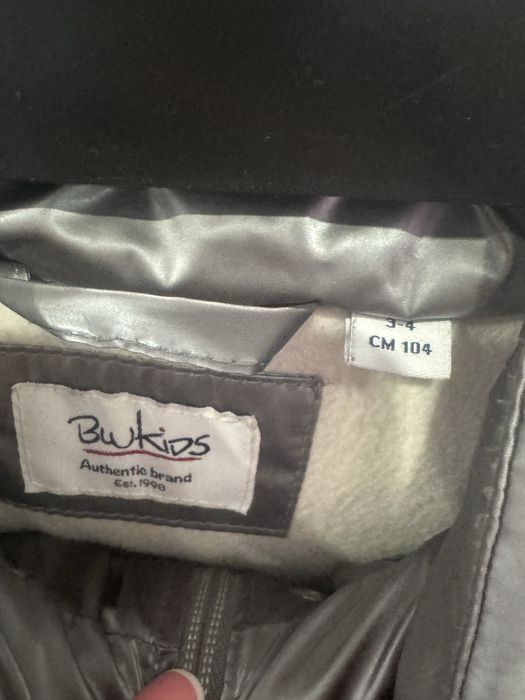 3-4
CM 104
BWKiDS
Authentic brand
Est. 1998